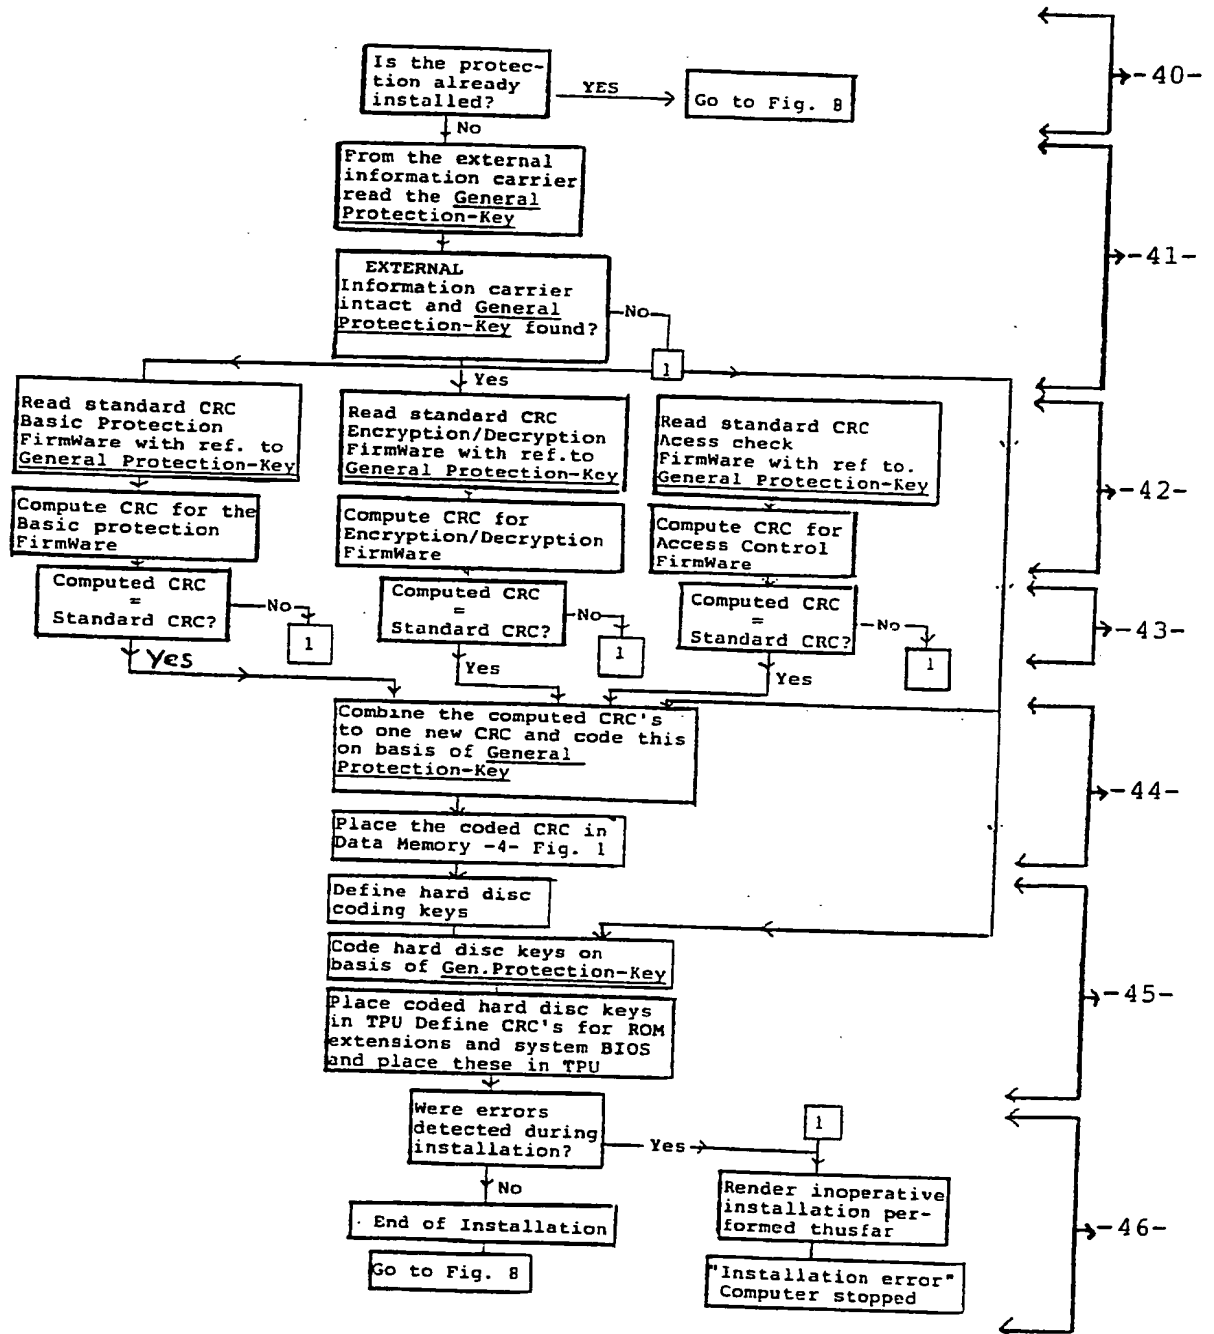 Is the protec-
tion already
installed?
YES
Go to Fig. 8
-40-
No
From the external
information carrier
read the General
Protection-Key
-41-
EXTERNAL
Information carrier
intact and General
Protection-Key found?
No
1
Yes
Read standard CRC
Basic Protection
FirmWare with ref. to
General Protection-Key
Read standard CRC
Encryption/Decryption
FirmWare with ref.to
General Protection-Key
Read standard CRC
Acess check
FirmWare with ref to.
General Protection-Key
-42-
Compute CRC for the
Basic protection
FirmWare
Compute CRC for
Encryption/Decryption
FirmWare
Compute CRC for
Access Control
FirmWare
Computed CRC
=
Standard CRC?
No
1
Yes
Computed CRC
=
Standard CRC?
No
1
Yes
Computed CRC
=
Standard CRC?
No
1
Yes
-43-
Combine the computed CRC's
to one new CRC and code this
on basis of General
Protection-Key
-44-
Place the coded CRC in
Data Memory -4- Fig. 1
Define hard disc
coding keys
Code hard disc keys on
basis of Gen.Protection-Key
-45-
Place coded hard disc keys
in TPU Define CRC's for ROM
extensions and system BIOS
and place these in TPU
Were errors
detected during
installation?
Yes
1
No
Render inoperative
installation per-
formed thusfar
-46-
End of Installation
Go to Fig. 8
"Installation error"
Computer stopped